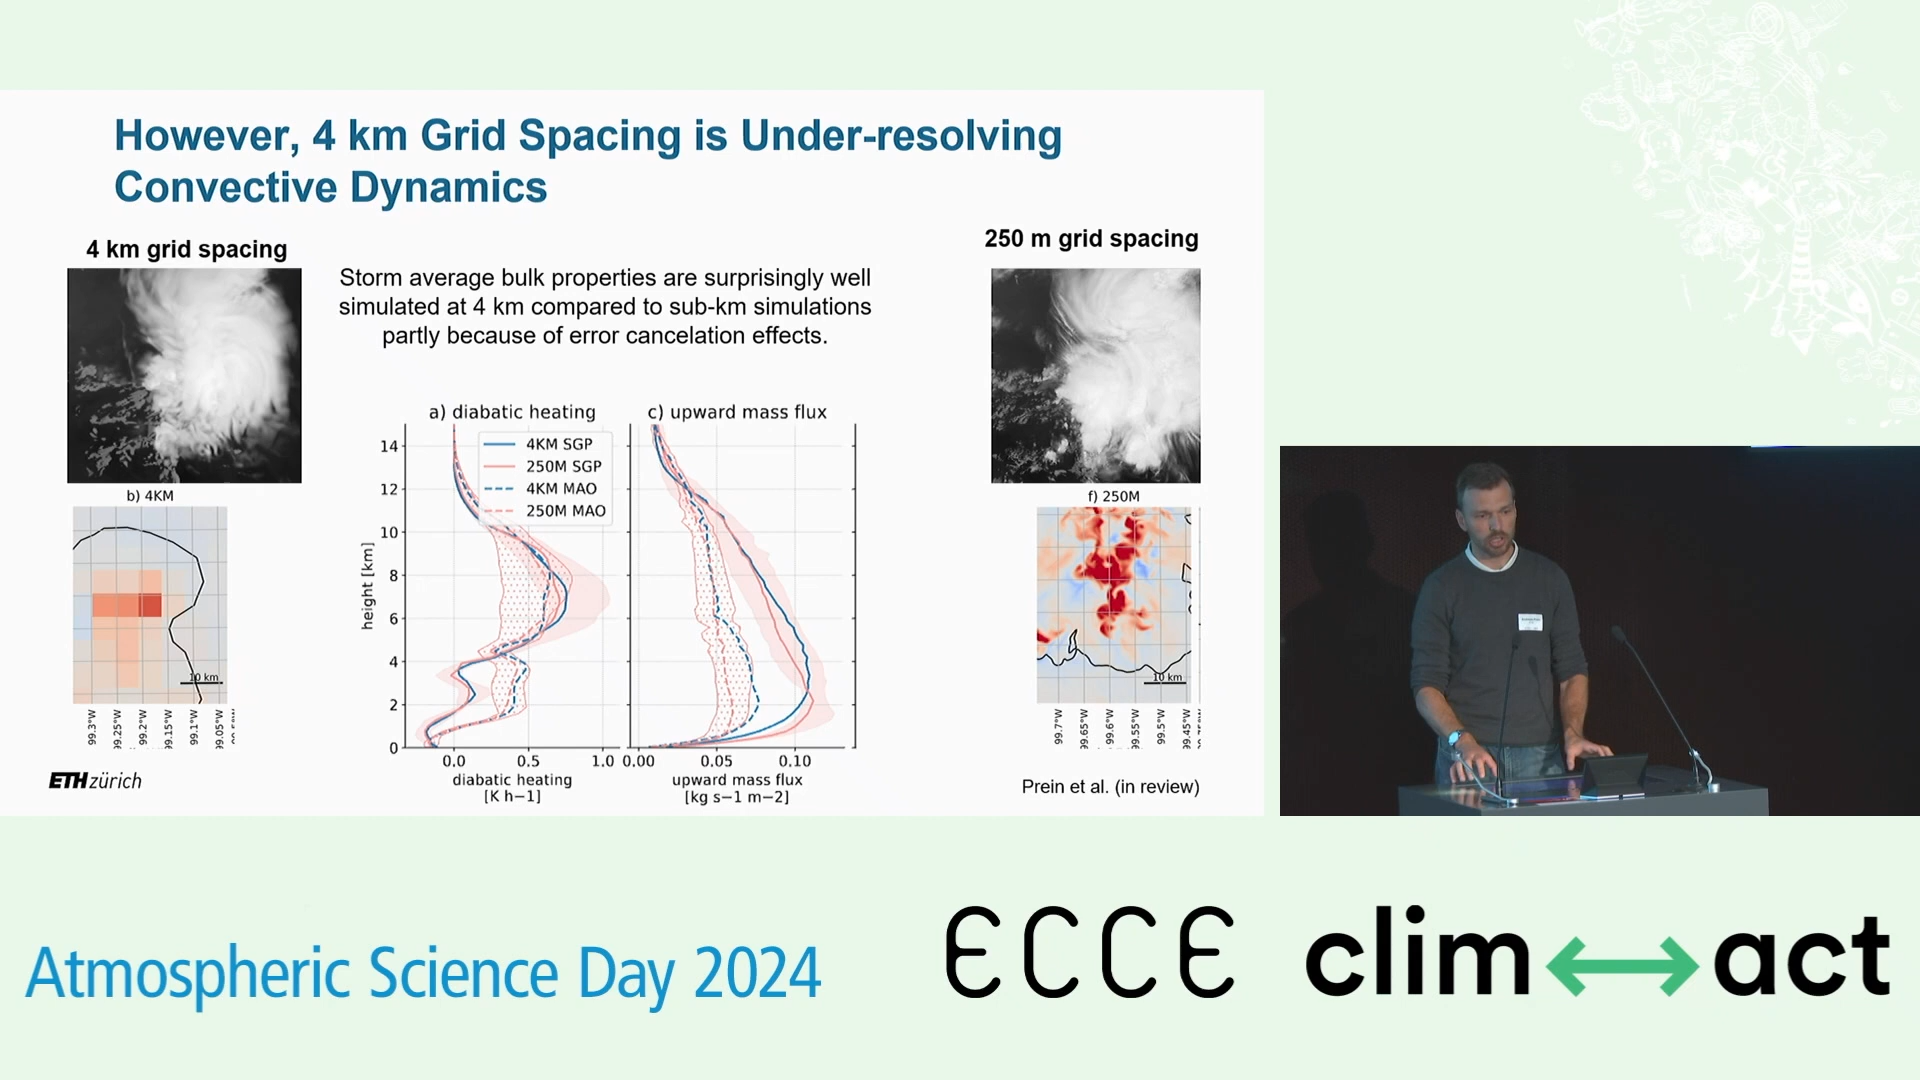 However, 4 km Grid Spacing is Under-resolving
Convective Dynamics
4 km grid spacing
250 m grid spacing
Storm average bulk properties are surprisingly well
simulated at 4 km compared to sub-km simulations
partly because of error cancelation effects.
b) 4KM
10 km
99.3°W
99.25°W
99.2°W
99.15°W
99.1°W
99.05°W
a) diabatic heating
4KM SGP
250M SGP
4KM MAO
250M MAO
14
12
10
8
6
4
2
0
height [km]
0.0 0.5 1.0
diabatic heating
[K h−1]
c) upward mass flux
0.00 0.05 0.10
upward mass flux
[kg s−1 m−2]
f) 250M
10 km
99.7°W
99.65°W
99.6°W
99.55°W
99.5°W
99.45°W
ETH zürich
Prein et al. (in review)
Atmospheric Science Day 2024
ECCE
clim act